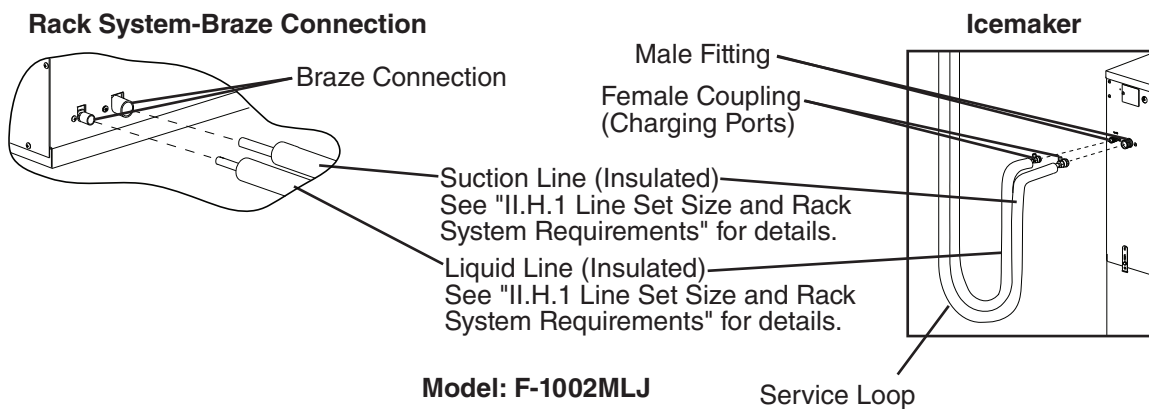 Rack System-Braze Connection
Icemaker
Braze Connection
Male Fitting
Female Coupling
(Charging Ports)
Suction Line (Insulated)
See "II.H.1 Line Set Size and Rack
System Requirements" for details.
Liquid Line (Insulated)
See "II.H.1 Line Set Size and Rack
System Requirements" for details.
Model: F-1002MLJ
Service Loop